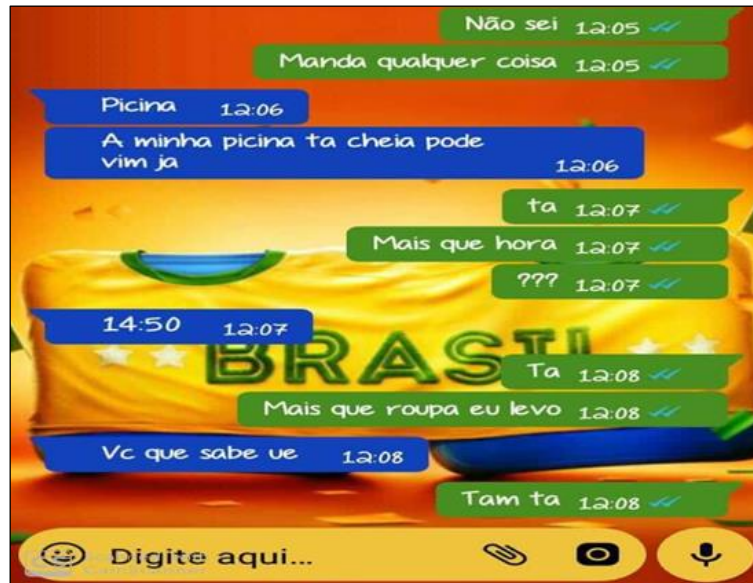 Não sei 12:05
Manda qualquer coisa 12:05
Picina 12:06
A minha picina ta cheia pode
vim ja 12:06
ta 12:07
Mais que hora 12:07
??? 12:07
14:50 12:07
BRASIL
Ta 12:08
Mais que roupa eu levo 12:08
Vc que sabe ue 12:08
Tam ta 12:08
Digite aqui...